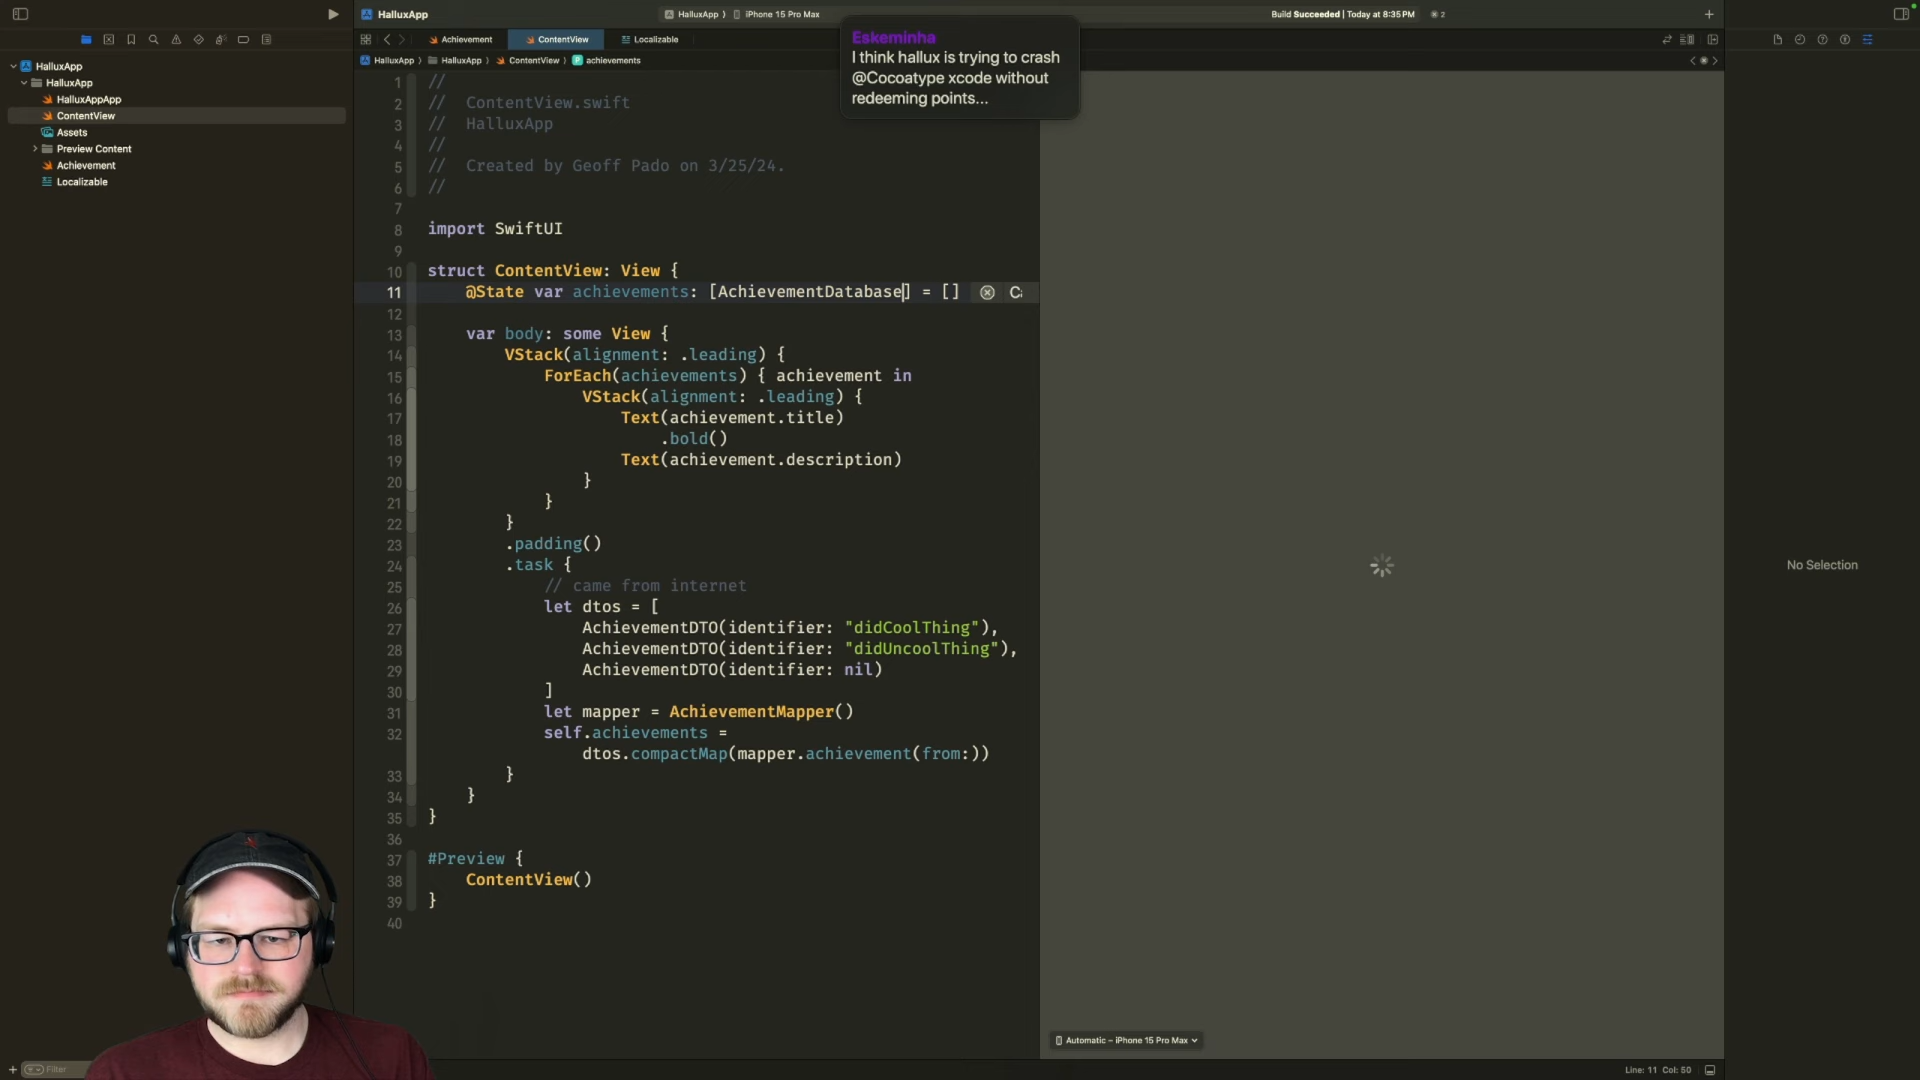 HalluxApp
HalluxApp
iPhone 15 Pro Max
Build Succeeded | Today at 8:35 PM
2
Achievement
ContentView
Localizable
HalluxApp
HalluxApp
ContentView
achievements
HalluxApp
HalluxApp
HalluxAppApp
ContentView
Assets
Preview Content
Achievement
Localizable
Eskeminha
I think hallux is trying to crash
@Cocoatype xcode without
redeeming points...
1 //
2 // ContentView.swift
3 // HalluxApp
4 //
5 // Created by Geoff Pado on 3/25/24.
6 //
7
8 import SwiftUI
9
10 struct ContentView: View {
11 @State var achievements: [AchievementDatabase] = []
12
13 var body: some View {
14 VStack(alignment: .leading) {
15 ForEach(achievements) { achievement in
16 VStack(alignment: .leading) {
17 Text(achievement.title)
18 .bold()
19 Text(achievement.description)
20 }
21 }
22 }
23 .padding()
24 .task {
25 // came from internet
26 let dtos = [
27 AchievementDTO(identifier: "didCoolThing"),
28 AchievementDTO(identifier: "didUncoolThing"),
29 AchievementDTO(identifier: nil)
30 ]
31 let mapper = AchievementMapper()
32 self.achievements =
dtos.compactMap(mapper.achievement(from:))
33 }
34 }
35 }
36
37 #Preview {
38 ContentView()
39 }
40
No Selection
Automatic – iPhone 15 Pro Max
Filter
Line: 11 Col: 50